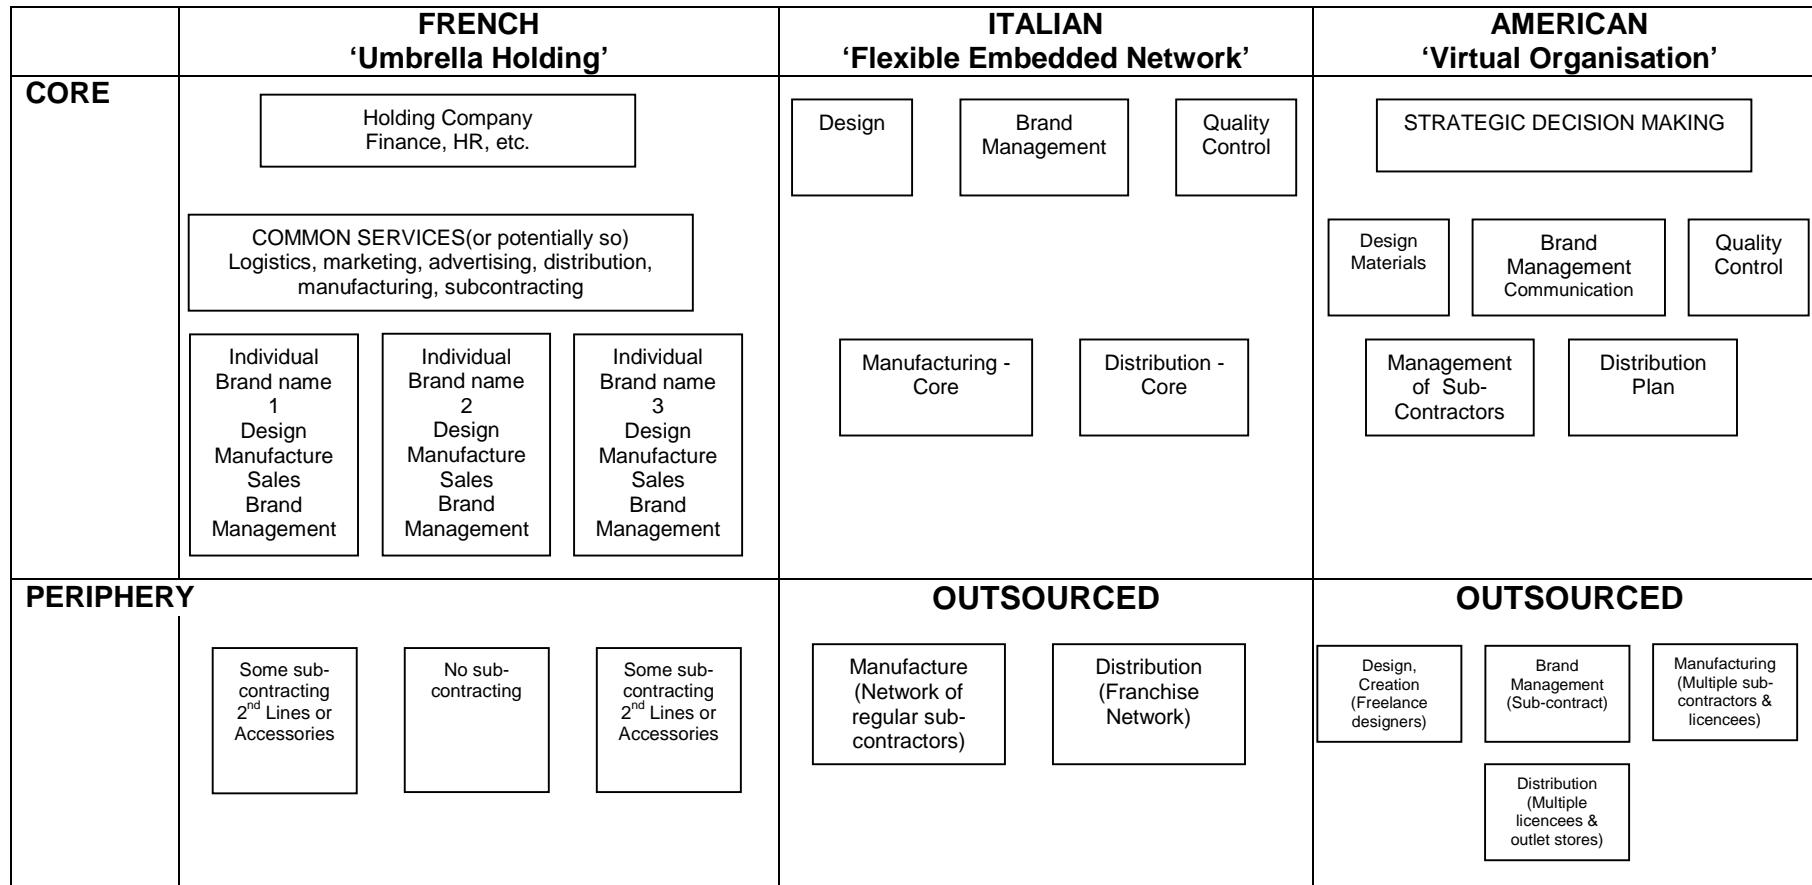 FRENCH
‘Umbrella Holding’
ITALIAN
‘Flexible Embedded Network’
AMERICAN
‘Virtual Organisation’
CORE
Holding Company
Finance, HR, etc.
COMMON SERVICES(or potentially so)
Logistics, marketing, advertising, distribution,
manufacturing, subcontracting
Individual
Brand name
1
Design
Manufacture
Sales
Brand
Management
Individual
Brand name
2
Design
Manufacture
Sales
Brand
Management
Individual
Brand name
3
Design
Manufacture
Sales
Brand
Management
Design
Brand
Management
Quality
Control
Manufacturing -
Core
Distribution -
Core
STRATEGIC DECISION MAKING
Design
Materials
Brand
Management
Communication
Quality
Control
Management
of Sub-
Contractors
Distribution
Plan
PERIPHERY
Some sub-
contracting
2nd Lines or
Accessories
No sub-
contracting
Some sub-
contracting
2nd Lines or
Accessories
OUTSOURCED
Manufacture
(Network of
regular sub-
contractors)
Distribution
(Franchise
Network)
OUTSOURCED
Design,
Creation
(Freelance
designers)
Brand
Management
(Sub-contract)
Manufacturing
(Multiple sub-
contractors &
licencees)
Distribution
(Multiple
licencees &
outlet stores)